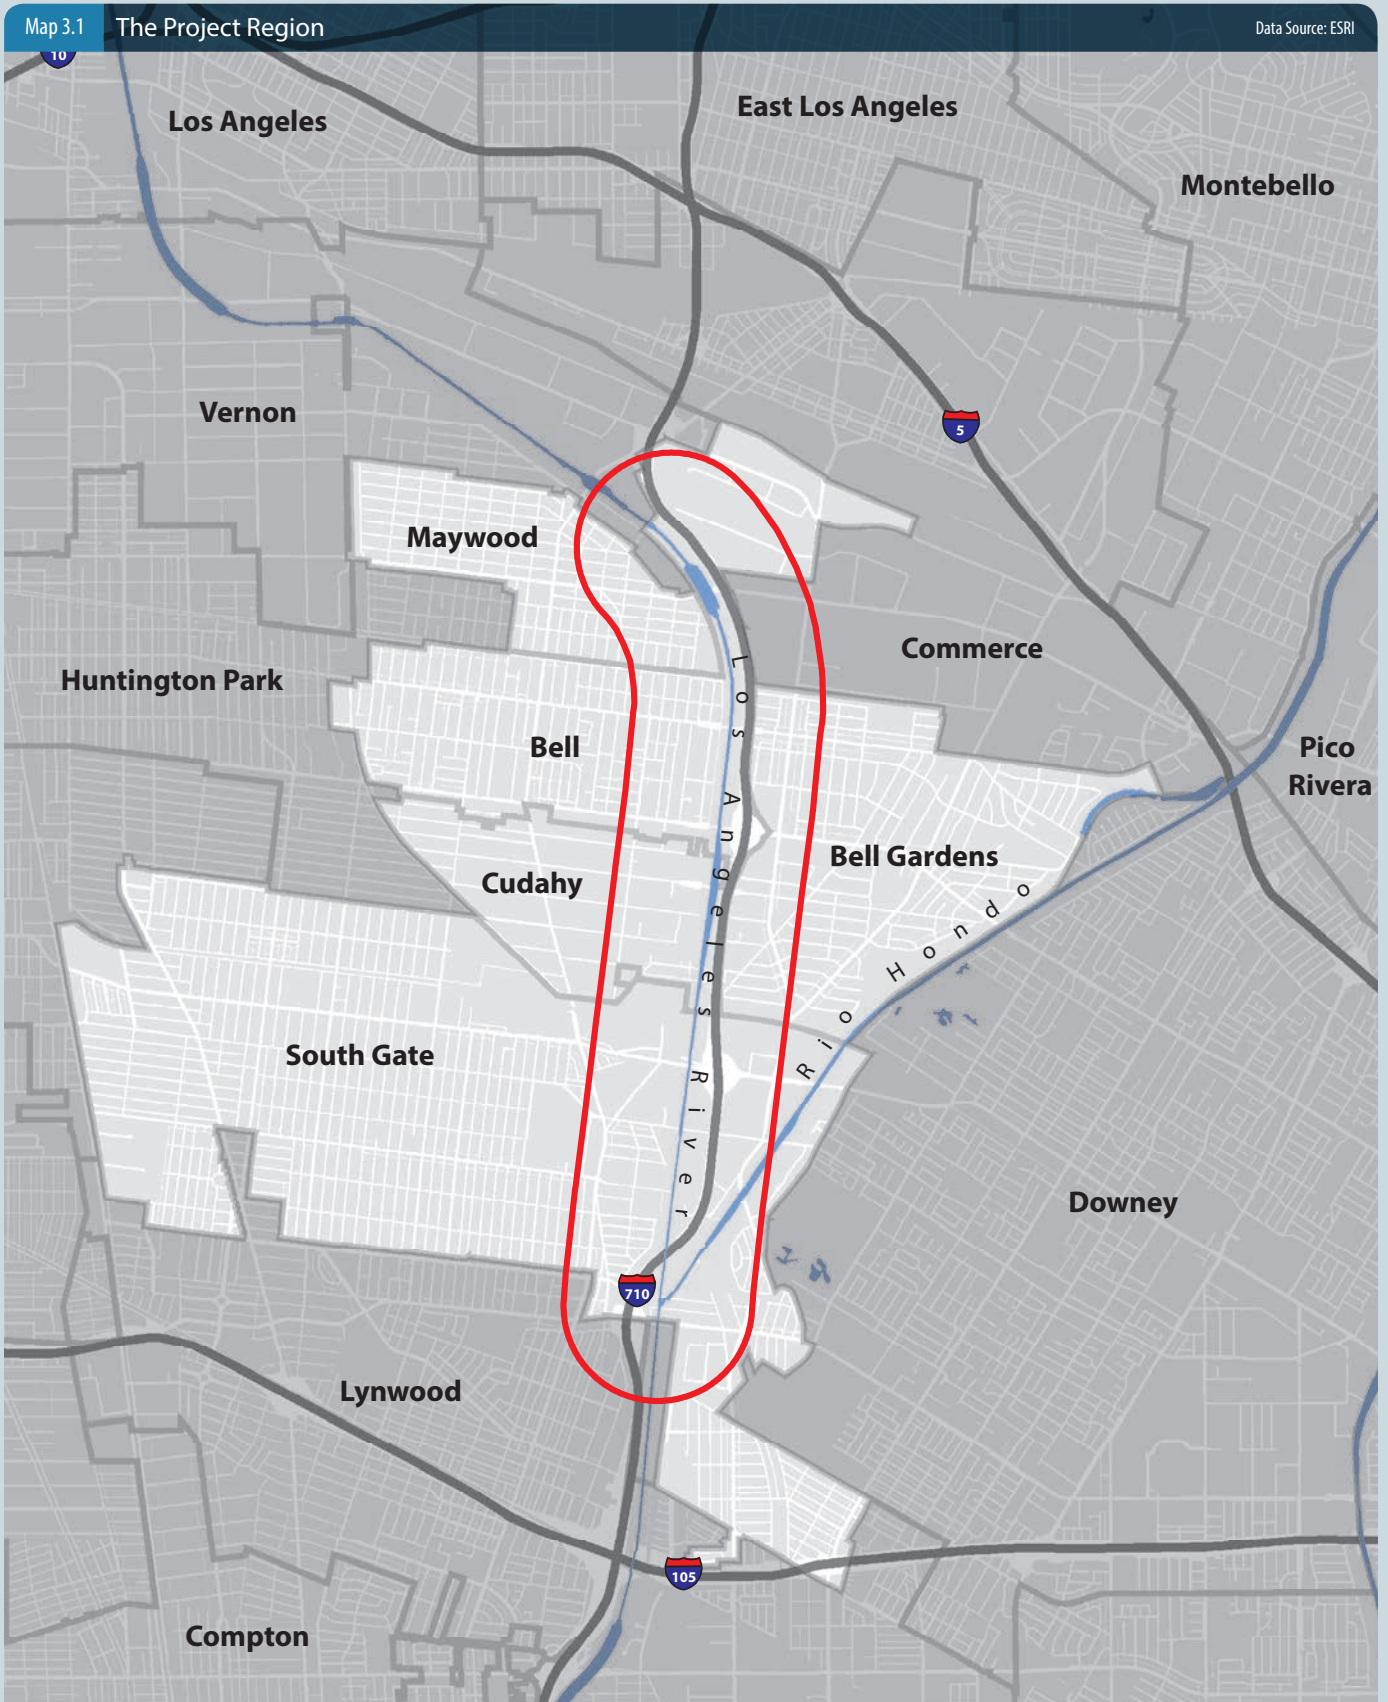 Map 3.1
The Project Region
Data Source: ESRI
10
Los Angeles
East Los Angeles
Montebello
Vernon
5
Maywood
Commerce
Huntington Park
Bell
Pico
Rivera
Los Angeles River
Bell Gardens
Cudahy
Rio Hondo
South Gate
Downey
710
Lynwood
105
Compton